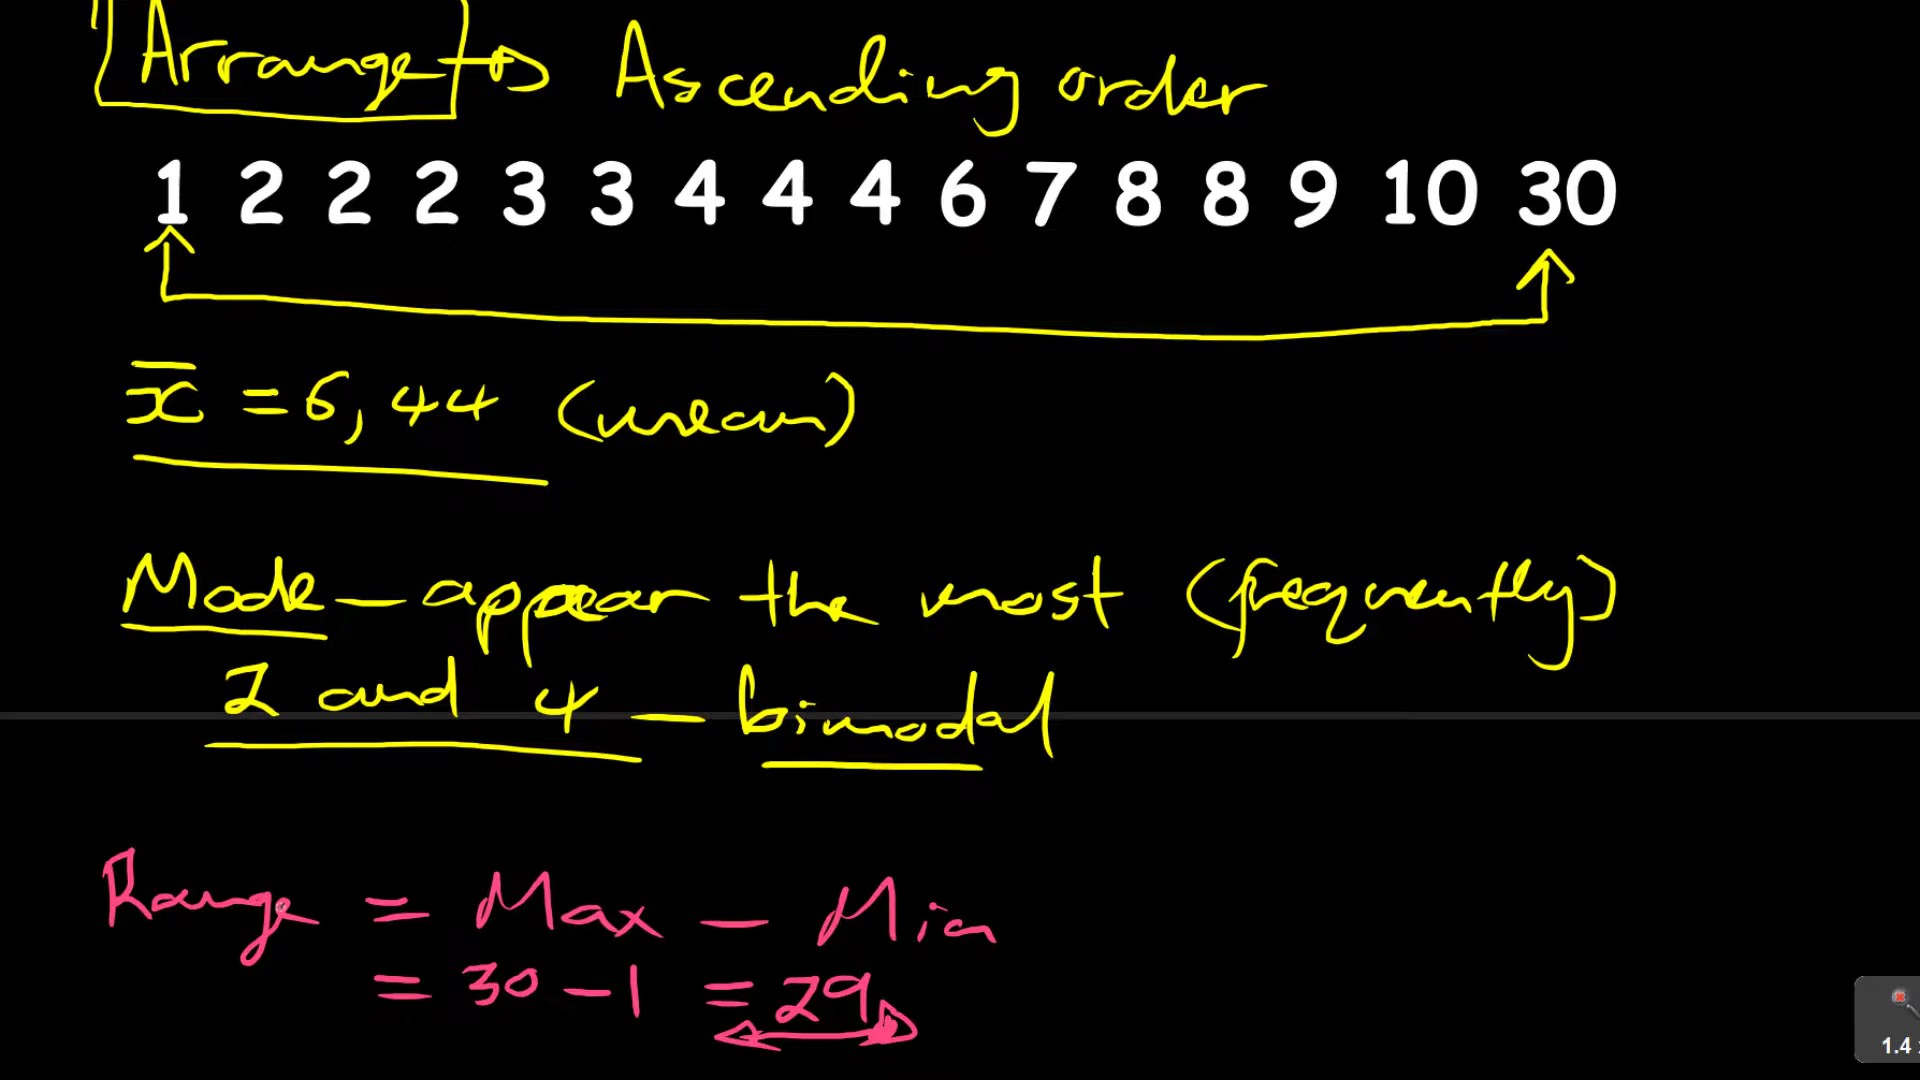 Arrange → Ascending order
1 2 2 2 3 3 4 4 4 6 7 8 8 9 10 30
x̄ = 6,44 (mean)
Mode – appear the most (frequently)
2 and 4 – bimodal
Range = Max – Min
= 30 – 1 = 29
1.4